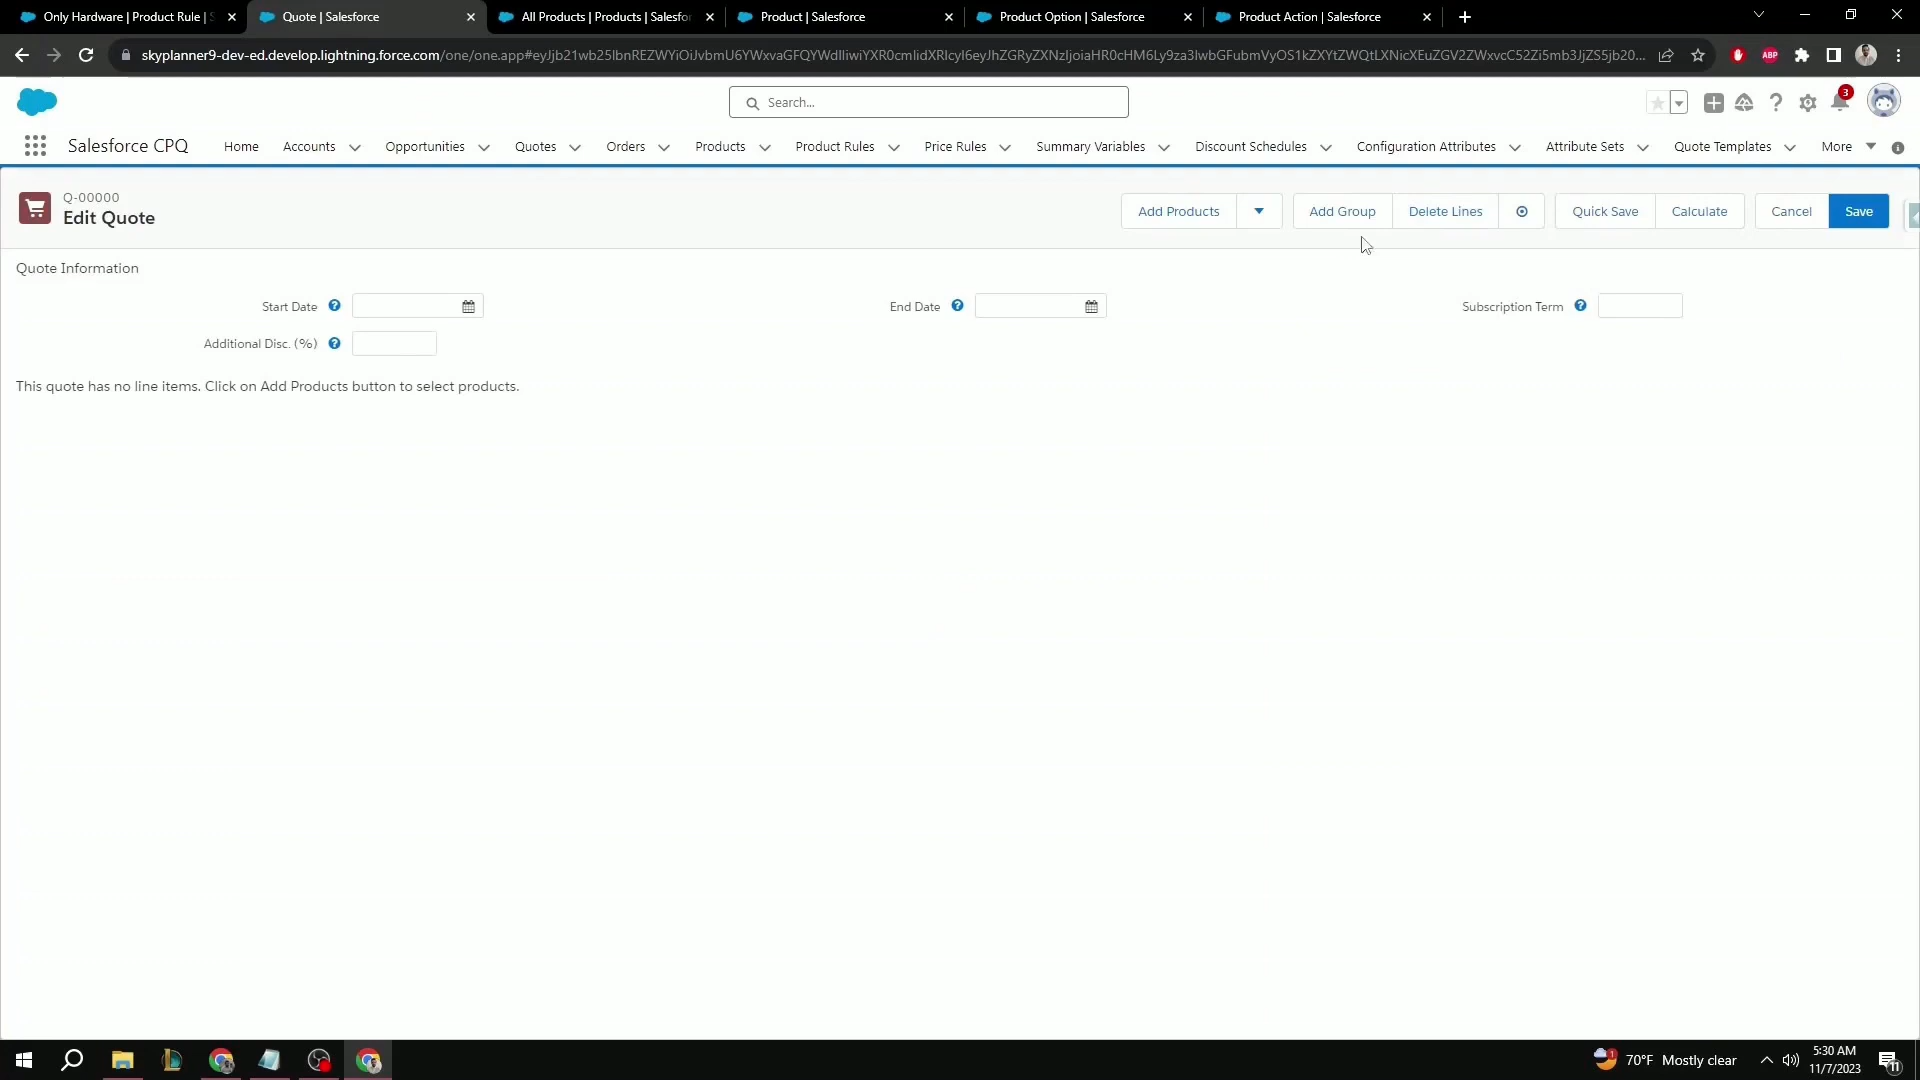 Only Hardware | Product Rule | S
Quote | Salesforce
All Products | Products | Salesfor
Product | Salesforce
Product Option | Salesforce
Product Action | Salesforce
skyplanner9-dev-ed.develop.lightning.force.com/one/one.app#
ABP
Search...
3
Salesforce CPQ
Home
Accounts
Opportunities
Quotes
Orders
Products
Product Rules
Price Rules
Summary Variables
Discount Schedules
Configuration Attributes
Attribute Sets
Quote Templates
More
Q-00000
Edit Quote
Add Products
Add Group
Delete Lines
Quick Save
Calculate
Cancel
Save
Quote Information
Start Date
End Date
Subscription Term
Additional Disc. (%)
This quote has no line items. Click on Add Products button to select products.
1
70°F Mostly clear
5:30 AM
11/7/2023
11